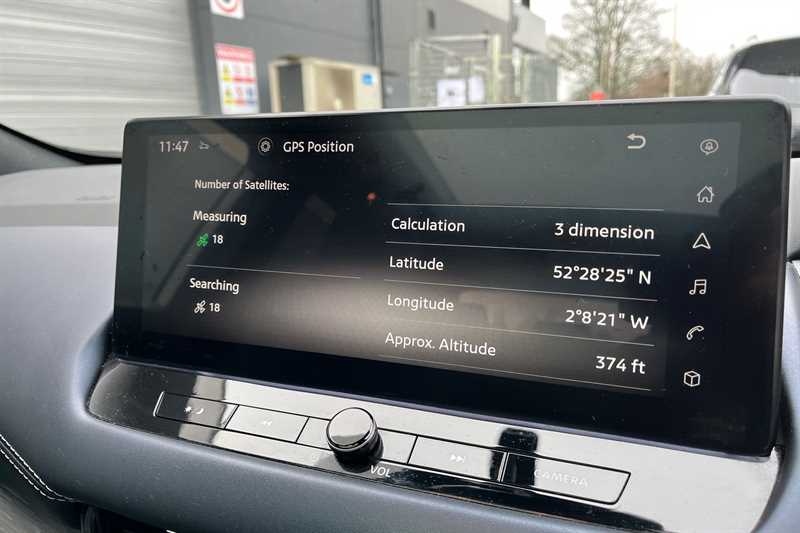 11:47
GPS Position
Number of Satellites:
Measuring
18
Searching
18
Calculation 3 dimension
Latitude 52°28'25" N
Longitude 2°8'21" W
Approx. Altitude 374 ft
VOL
CAMERA